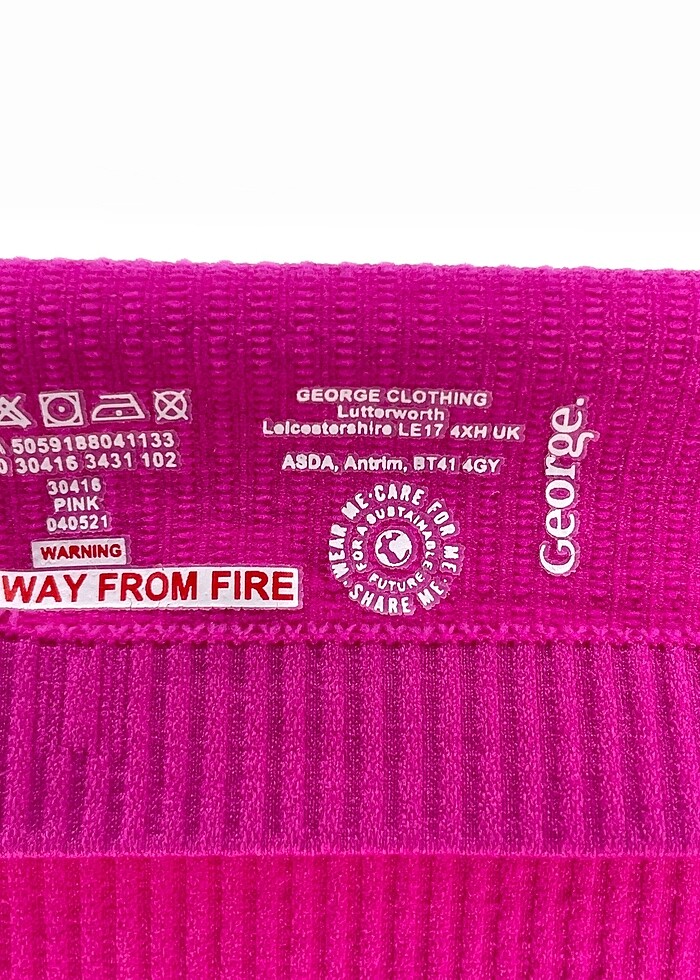 5059188041133
30416 3431 102
30416
PINK
040521
WARNING
WAY FROM FIRE
GEORGE CLOTHING
Lutterworth
Leicestershire LE17 4XH UK
ASDA, Antrim, BT41 4GY
WEAR ME · CARE FOR ME · SHARE ME ·
FOR A SUSTAINABLE FUTURE
George.